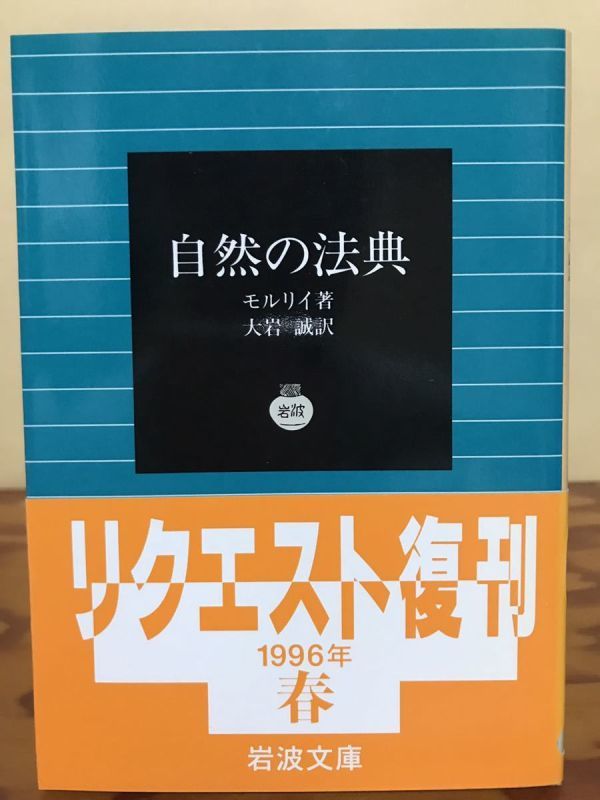 自然の法典
モルリイ著
大岩 誠訳
岩波
リクエスト復刊
1996年
春
岩波文庫